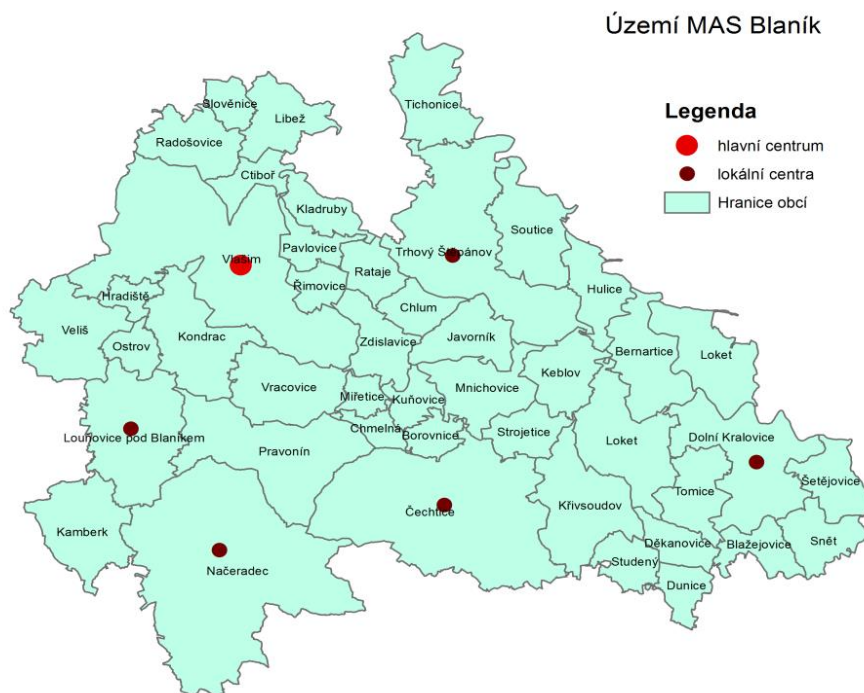 Území MAS Blaník
Legenda
hlavní centrum
lokální centra
Hranice obcí
Tichonice
Slověnice
Libež
Radošovice
Ctiboř
Kladruby
Soutice
Pavlovice
Vlašim
Trhový Štěpánov
Rataje
Římovice
Hulice
Hradiště
Chlum
Veliš
Kondrac
Zdislavice
Javorník
Ostrov
Bernartice
Loket
Keblov
Vracovice
Mnichovice
Miřetice
Kuňovice
Chmelná
Borovnice
Strojetice
Louňovice pod Blaníkem
Loket
Dolní Kralovice
Pravonín
Šetějovice
Tomice
Čechtice
Křivsoudov
Kamberk
Děkanovice
Blažejovice
Snět
Studený
Načeradec
Dunice